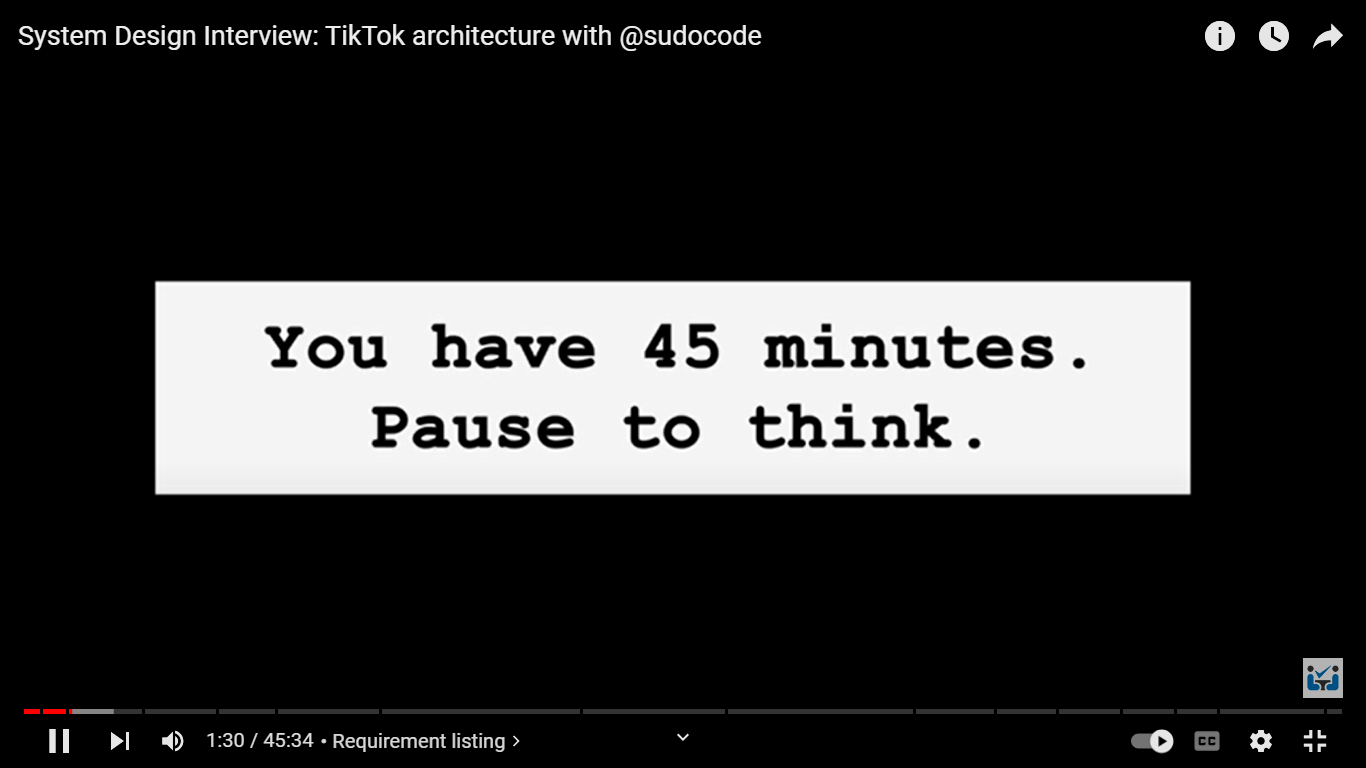 System Design Interview: TikTok architecture with @sudocode
You have 45 minutes.
Pause to think.
1:30 / 45:34 • Requirement listing >
CC